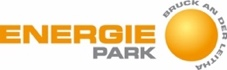 ENERGIE
PARK
BRUCK AN DER LEITHA